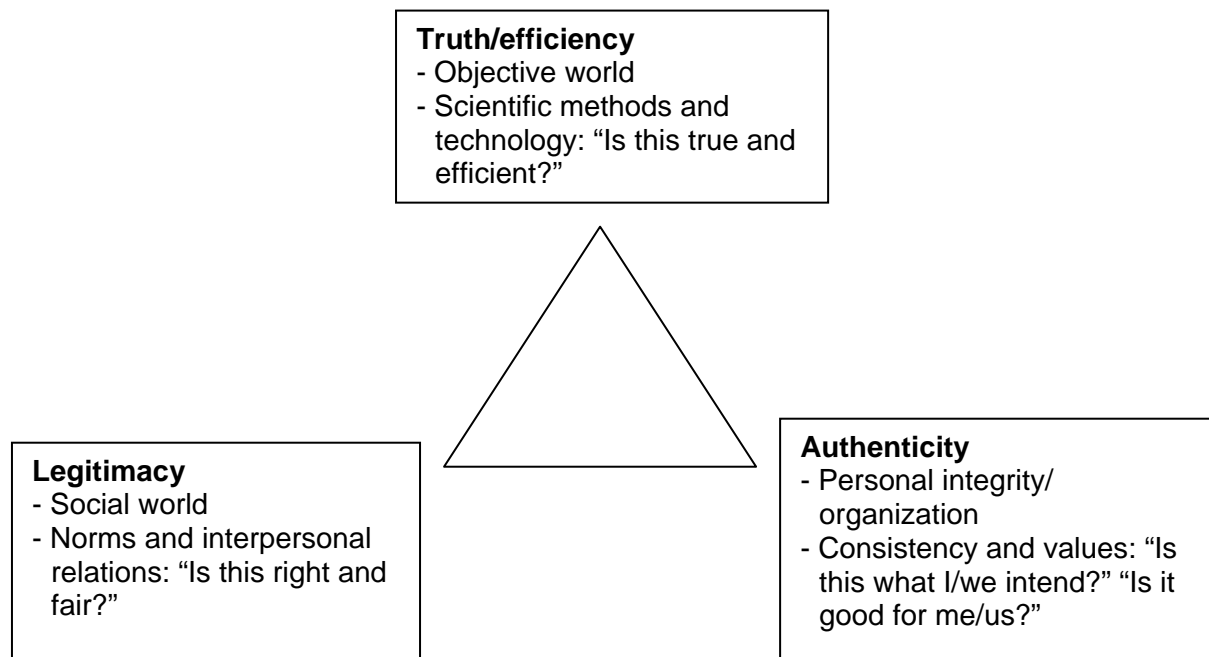 Truth/efficiency
- Objective world
- Scientific methods and
technology: “Is this true and
efficient?”
Legitimacy
- Social world
- Norms and interpersonal
relations: “Is this right and
fair?”
Authenticity
- Personal integrity/
organization
- Consistency and values: “Is
this what I/we intend?” “Is it
good for me/us?”